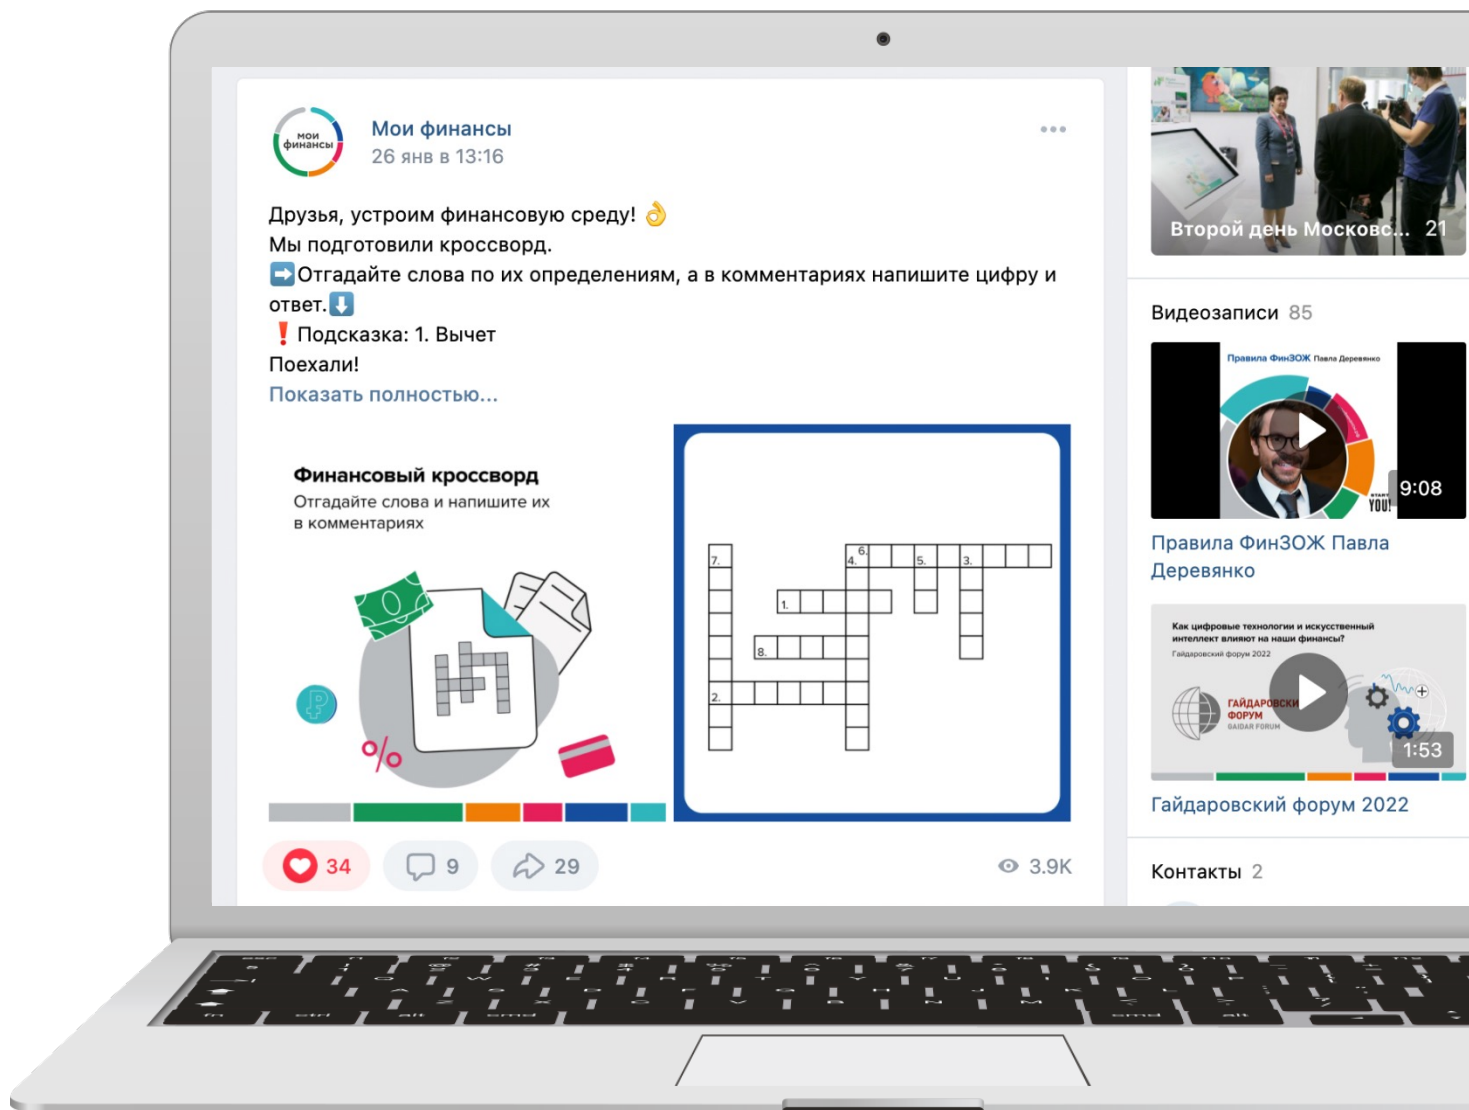 мои
финансы
Мои финансы
26 янв в 13:16
Друзья, устроим финансовую среду! 👌
Мы подготовили кроссворд.
➡️Отгадайте слова по их определениям, а в комментариях напишите цифру и
ответ.⬇️
❗Подсказка: 1. Вычет
Поехали!
Показать полностью...
Финансовый кроссворд
Отгадайте слова и напишите их
в комментариях
%
7.
6.
4.
5.
3.
1.
8.
2.
34
9
29
3.9K
Второй день Московс... 21
Видеозаписи 85
Правила ФинЗОЖ Павла Деревянко
START
YOU!
9:08
Правила ФинЗОЖ Павла
Деревянко
Как цифровые технологии и искусственный
интеллект влияют на наши финансы?
Гайдаровский форум 2022
ФОРУМ
GAIDAR FORUM
1:53
Гайдаровский форум 2022
Контакты 2